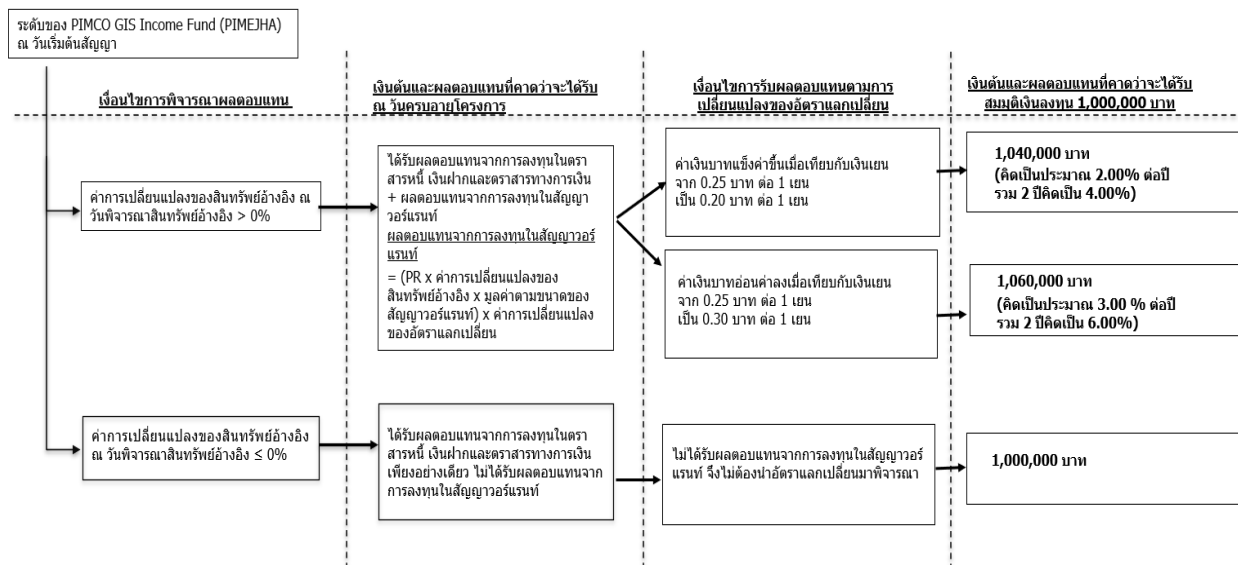 ระดับของ PIMCO GIS Income Fund (PIMEJHA)
ณ วันเริ่มต้นสัญญา
เงื่อนไขการพิจารณาผลตอบแทน
เงินต้นและผลตอบแทนที่คาดว่าจะได้รับ
ณ วันครบอายุโครงการ
เงื่อนไขการรับผลตอบแทนตามการ
เปลี่ยนแปลงของอัตราแลกเปลี่ยน
เงินต้นและผลตอบแทนที่คาดว่าจะได้รับ
สมมุติเงินลงทุน 1,000,000 บาท
ค่าการเปลี่ยนแปลงของสินทรัพย์อ้างอิง ณ
วันพิจารณาสินทรัพย์อ้างอิง > 0%
ได้รับผลตอบแทนจากการลงทุนในตรา
สารหนี้ เงินฝากและตราสารทางการเงิน
+ ผลตอบแทนจากการลงทุนในสัญญา
วอร์แรนท์
ผลตอบแทนจากการลงทุนในสัญญาวอร์
แรนท์
= (PR x ค่าการเปลี่ยนแปลงของ
สินทรัพย์อ้างอิง x มูลค่าตามขนาดของ
สัญญาวอร์แรนท์) x ค่าการเปลี่ยนแปลง
ของอัตราแลกเปลี่ยน
ค่าเงินบาทแข็งค่าขึ้นเมื่อเทียบกับเงินเยน
จาก 0.25 บาท ต่อ 1 เยน
เป็น 0.20 บาท ต่อ 1 เยน
1,040,000 บาท
(คิดเป็นประมาณ 2.00% ต่อปี
รวม 2 ปีคิดเป็น 4.00%)
ค่าเงินบาทอ่อนค่าลงเมื่อเทียบกับเงินเยน
จาก 0.25 บาท ต่อ 1 เยน
เป็น 0.30 บาท ต่อ 1 เยน
1,060,000 บาท
(คิดเป็นประมาณ 3.00 % ต่อปี
รวม 2 ปีคิดเป็น 6.00%)
ค่าการเปลี่ยนแปลงของสินทรัพย์อ้างอิง
ณ วันพิจารณาสินทรัพย์อ้างอิง ≤ 0%
ได้รับผลตอบแทนจากการลงทุนในตรา
สารหนี้ เงินฝากและตราสารทางการเงิน
เพียงอย่างเดียว ไม่ได้รับผลตอบแทนจาก
การลงทุนในสัญญาวอร์แรนท์
ไม่ได้รับผลตอบแทนจากการลงทุนในสัญญาวอร์
แรนท์ จึงไม่ต้องนำอัตราแลกเปลี่ยนมาพิจารณา
1,000,000 บาท